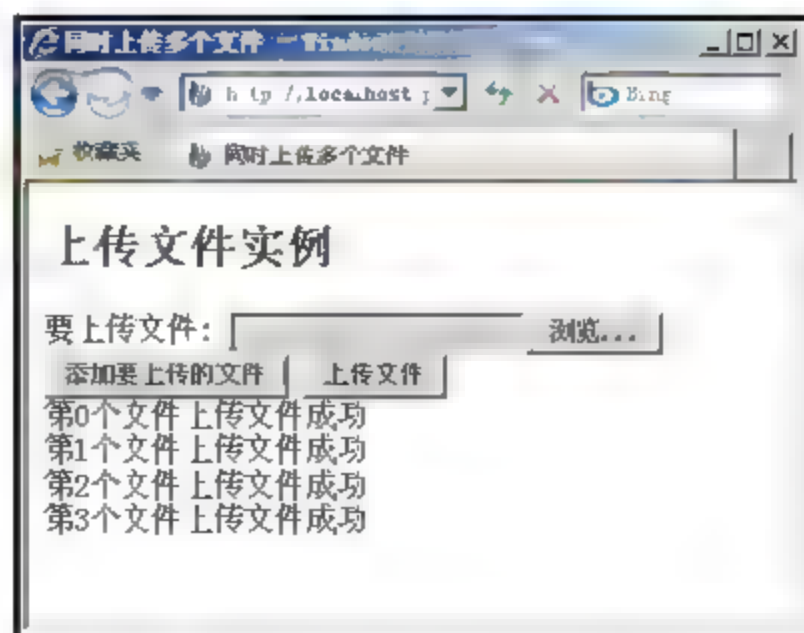 同时上传多个文件 - Windo
localhost
Bing
收藏夹 同时上传多个文件
上传文件实例
要上传文件: 浏览...
添加要上传的文件 上传文件
第0个文件上传文件成功
第1个文件上传文件成功
第2个文件上传文件成功
第3个文件上传文件成功